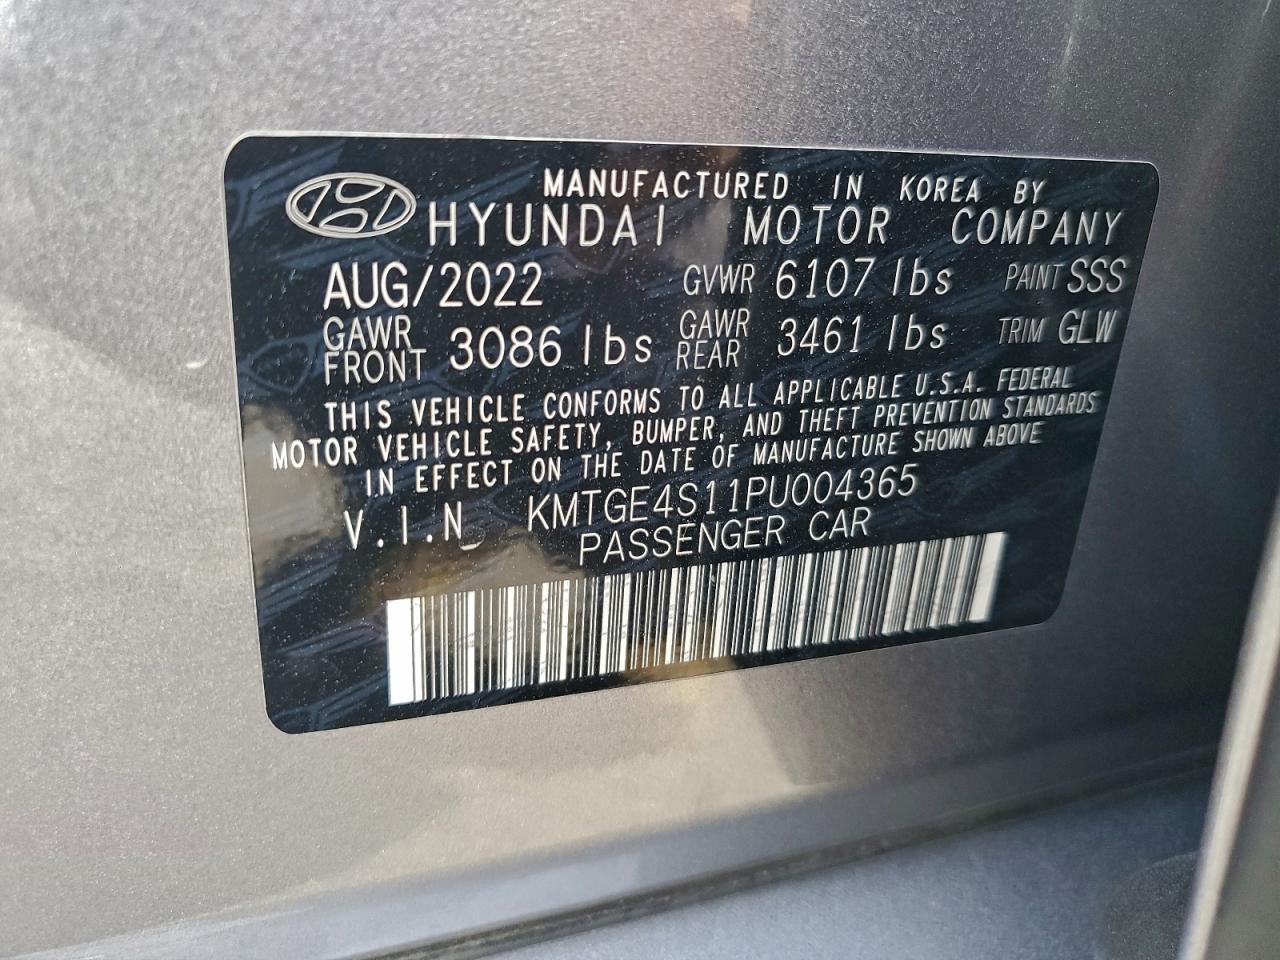 MANUFACTURED IN KOREA BY
HYUNDAI MOTOR COMPANY
AUG/2022 GVWR 6107 lbs PAINT SSS
GAWR FRONT 3086 lbs GAWR REAR 3461 lbs TRIM GLW
THIS VEHICLE CONFORMS TO ALL APPLICABLE U.S.A. FEDERAL
MOTOR VEHICLE SAFETY, BUMPER, AND THEFT PREVENTION STANDARDS
IN EFFECT ON THE DATE OF MANUFACTURE SHOWN ABOVE
V.I.N KMTGE4S11PU004365
PASSENGER CAR